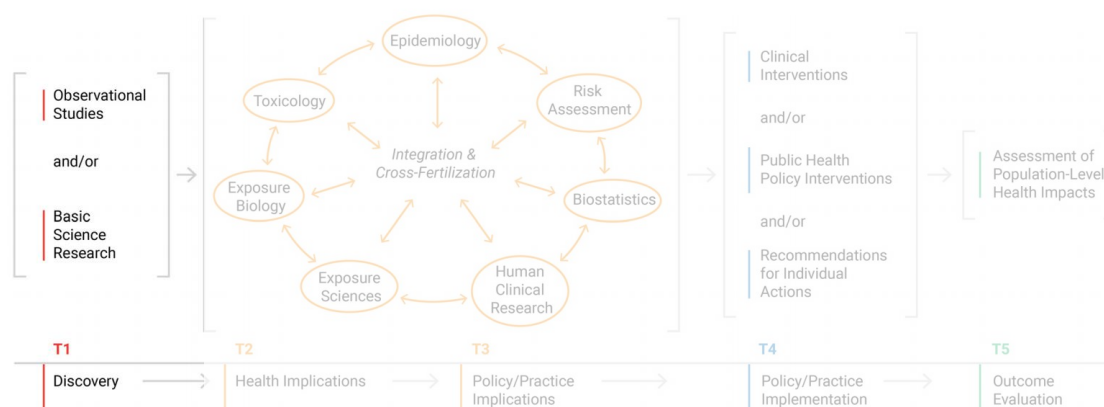 Observational
Studies
and/or
Basic
Science
Research
Epidemiology
Toxicology
Risk
Assessment
Integration &
Cross-Fertilization
Exposure
Biology
Biostatistics
Exposure
Sciences
Human
Clinical
Research
Clinical
Interventions
and/or
Public Health
Policy Interventions
and/or
Recommendations
for Individual
Actions
Assessment of
Population-Level
Health Impacts
T1
T2
T3
T4
T5
Discovery
Health Implications
Policy/Practice
Implications
Policy/Practice
Implementation
Outcome
Evaluation